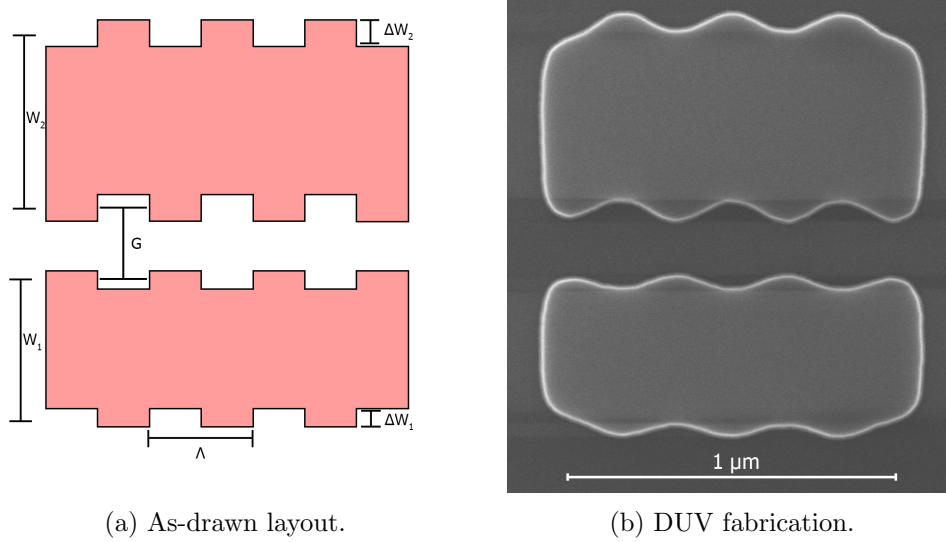 ΔW₂
W₂
G
W₁
ΔW₁
Λ
1 µm
(a) As-drawn layout.
(b) DUV fabrication.